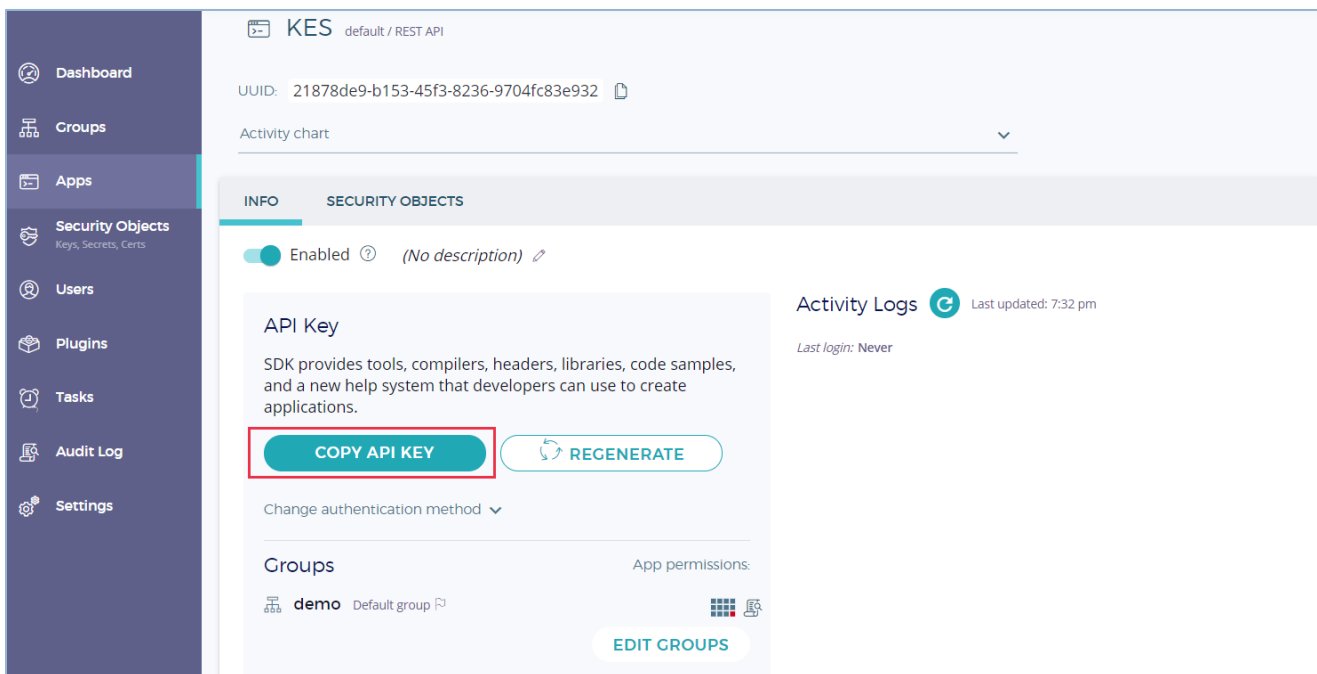 KES default / REST API
UUID: 21878de9-b153-45f3-8236-9704fc83e932
Activity chart
Dashboard
Groups
Apps
Security Objects
Keys, Secrets, Certs
Users
Plugins
Tasks
Audit Log
Settings
INFO SECURITY OBJECTS
Enabled ? (No description)
API Key
SDK provides tools, compilers, headers, libraries, code samples,
and a new help system that developers can use to create
applications.
COPY API KEY REGENERATE
Change authentication method
Groups App permissions:
demo Default group
EDIT GROUPS
Activity Logs Last updated: 7:32 pm
Last login: Never